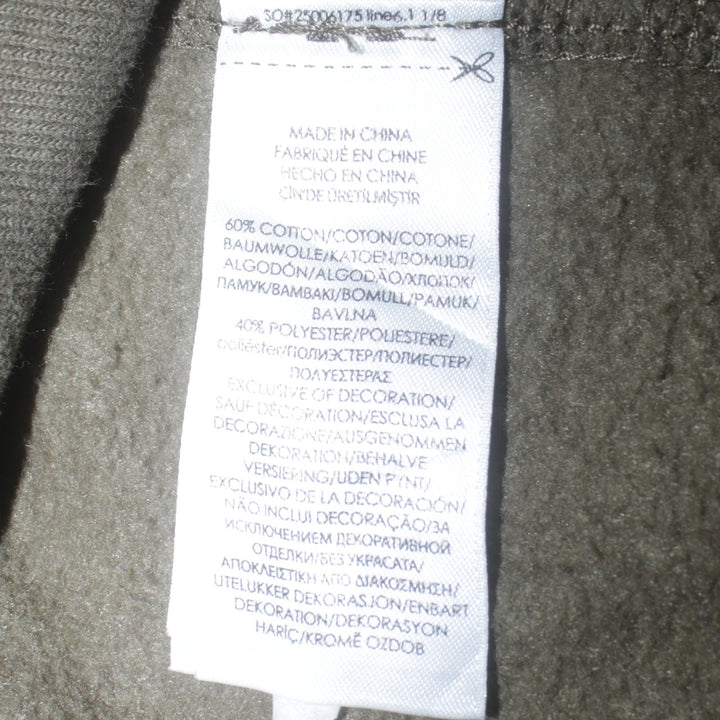 SO#25006175 line6.1 1/8
MADE IN CHINA
FABRIQUÉ EN CHINE
HECHO EN CHINA
ÇİN'DE ÜRETİLMİŞTİR
60% COTTON/COTON/COTONE/
BAUMWOLLE/KATOEN/BOMULD/
ALGODÓN/ALGODÃO/ХЛОПОК/
ПАМУК/ΒΑΜΒΑΚΙ/BOMULL/PAMUK/
BAVLNA
40% POLYESTER/POLIESTERE/
poliéster/ПОЛИЭСТЕР/ПОЛИЕСТЕР/
ΠΟΛΥΕΣΤΕΡΑΣ
EXCLUSIVE OF DECORATION/
SAUF DÉCORATION/ESCLUSA LA
DECORAZIONE/AUSGENOMMEN
DEKORATION/BEHALVE
VERSIERING/UDEN PYNT/
EXCLUSIVO DE LA DECORACIÓN/
NÃO INCLUI DECORAÇÃO/ЗА
ИСКЛЮЧЕНИЕМ ДЕКОРАТИВНОЙ
ОТДЕЛКИ/БЕЗ УКРАСАТА/
ΑΠΟΚΛΕΙΣΤΙΚΗ ΑΠΟ ΔΙΑΚΟΣΜΗΣΗ/
UTELUKKER DEKORASJON/ENBART
DEKORATION/DEKORASYON
HARİÇ/KROMĚ OZDOB